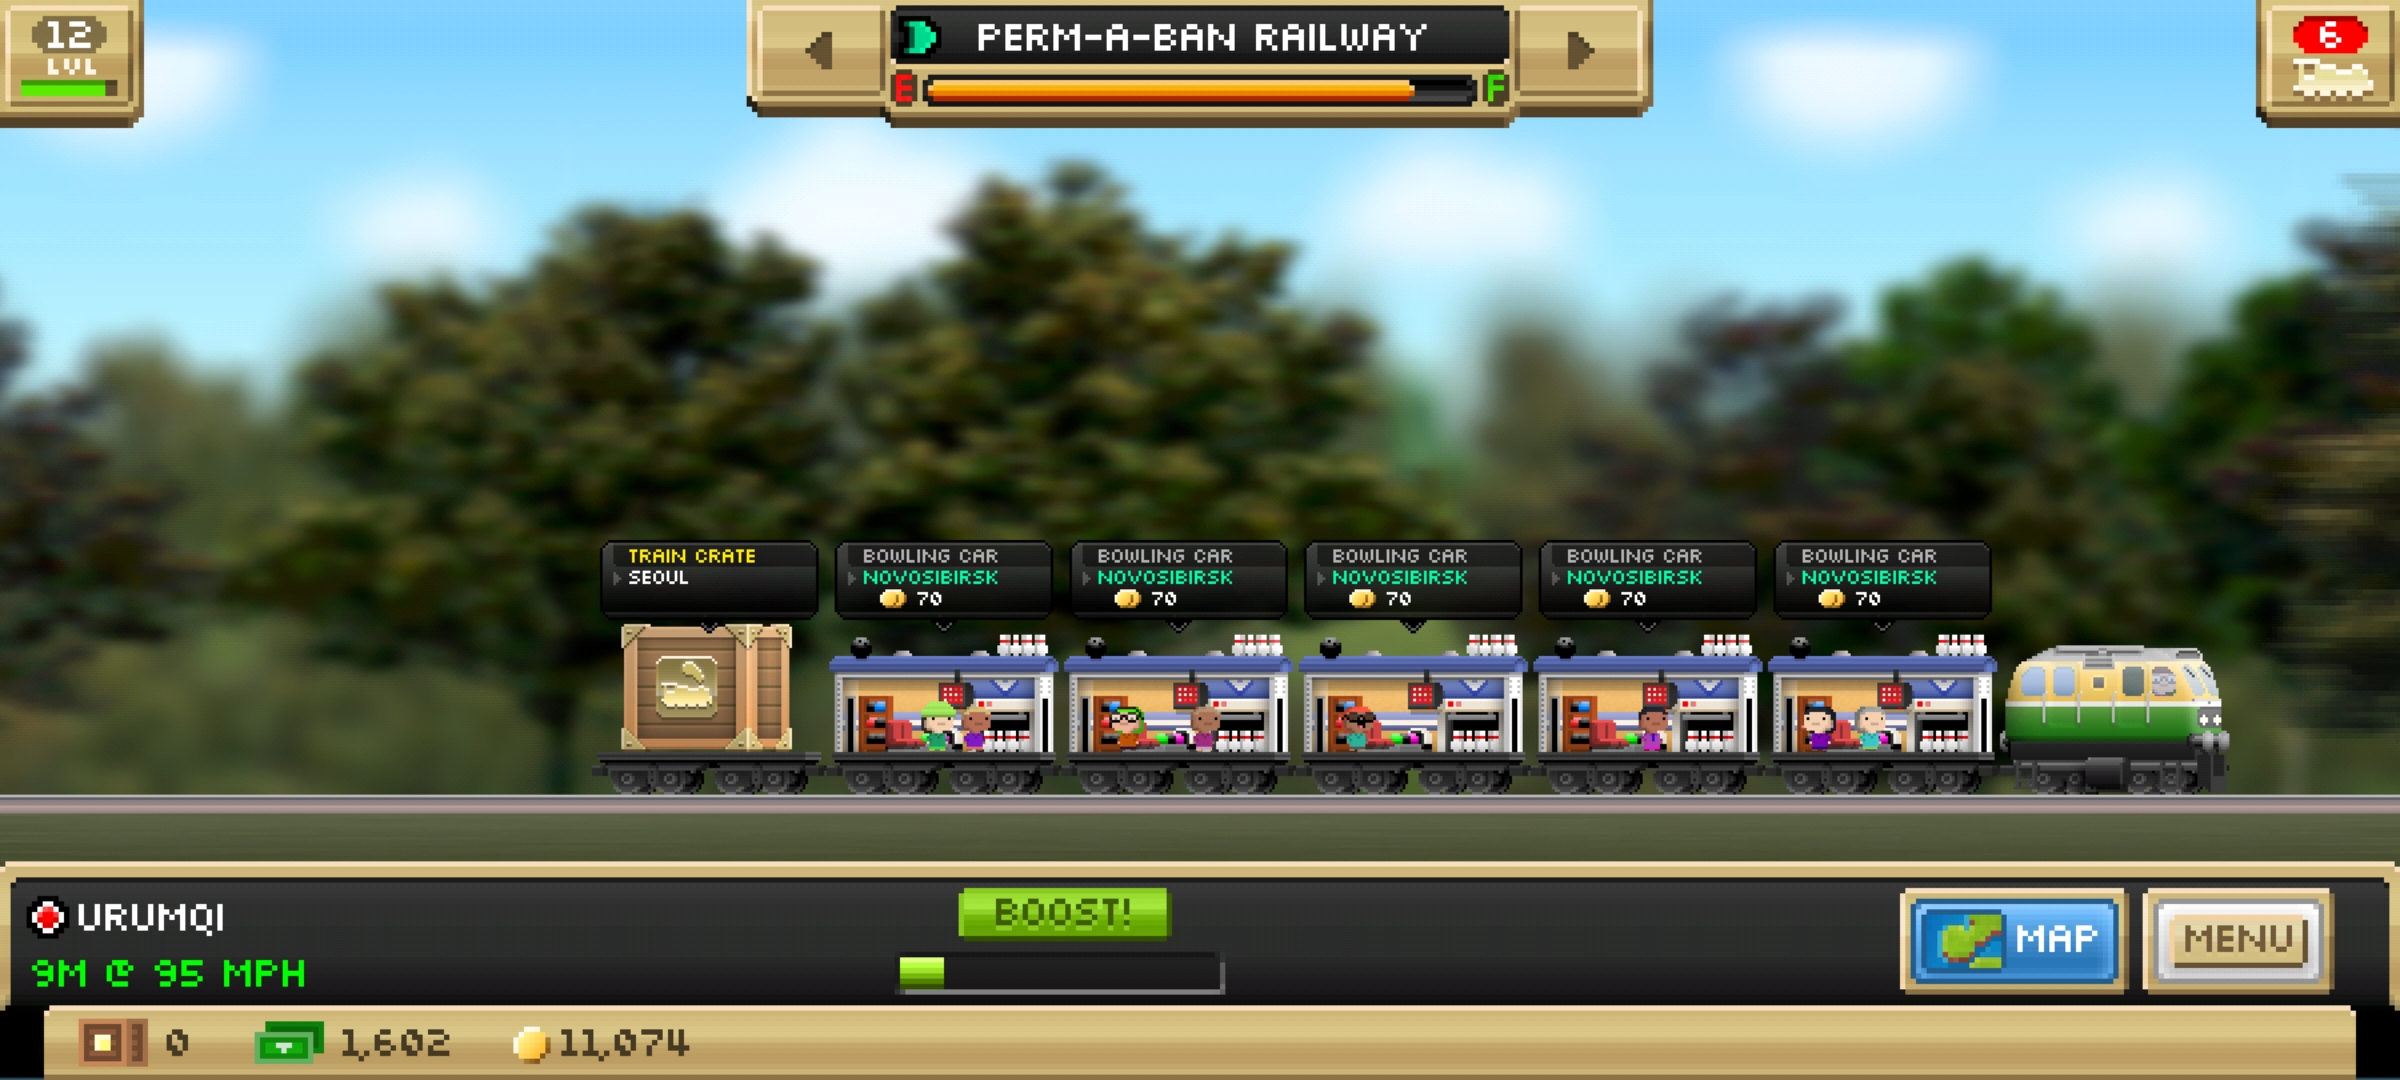 12
LVL
PERM-A-BAN RAILWAY
E F
6
TRAIN CRATE
SEOUL
BOWLING CAR
NOVOSIBIRSK
70
BOWLING CAR
NOVOSIBIRSK
70
BOWLING CAR
NOVOSIBIRSK
70
BOWLING CAR
NOVOSIBIRSK
70
BOWLING CAR
NOVOSIBIRSK
70
URUMQI
9M @ 95 MPH
BOOST!
MAP
MENU
0 1,602 11,074